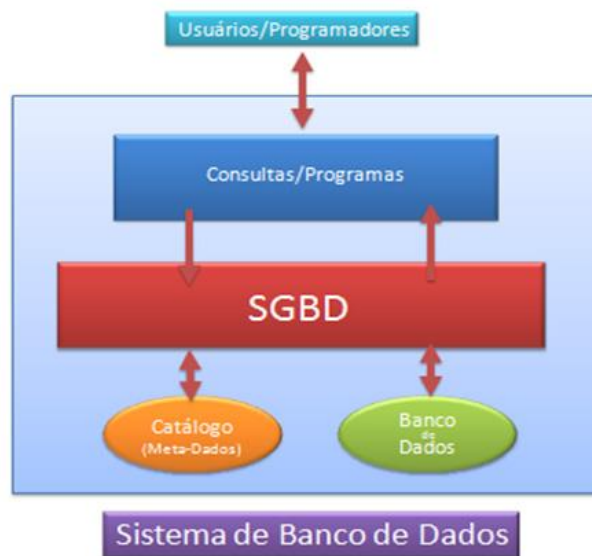 Usuários/Programadores
Consultas/Programas
SGBD
Catálogo
(Meta-Dados)
Banco
de
Dados
Sistema de Banco de Dados